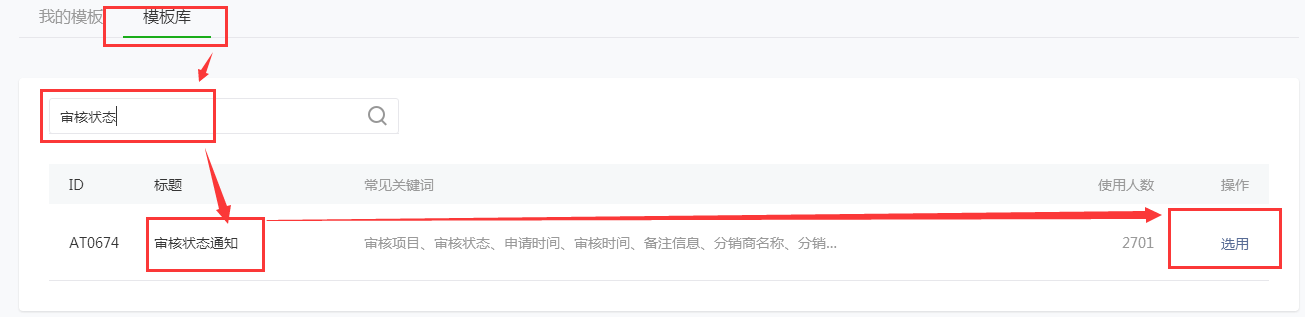 我的模板 模板库
审核状态
ID 标题 常见关键词 使用人数 操作
AT0674 审核状态通知 审核项目、审核状态、申请时间、审核时间、备注信息、分销商名称、分销... 2701 选用